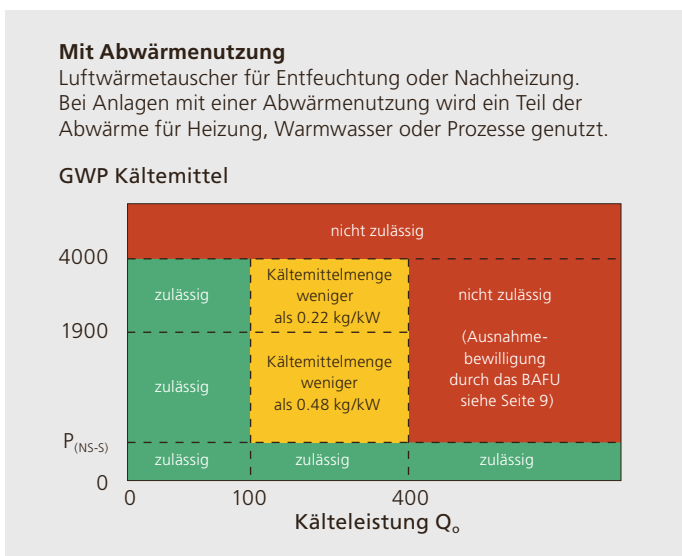 Mit Abwärmenutzung
Luftwärmetauscher für Entfeuchtung oder Nachheizung.
Bei Anlagen mit einer Abwärmenutzung wird ein Teil der
Abwärme für Heizung, Warmwasser oder Prozesse genutzt.
GWP Kältemittel
nicht zulässig
4000
zulässig
Kältemittelmenge
weniger
als 0.22 kg/kW
nicht zulässig
(Ausnahme-
bewilligung
durch das BAFU
siehe Seite 9)
1900
zulässig
Kältemittelmenge
weniger
als 0.48 kg/kW
P(NS-S)
zulässig
zulässig
zulässig
0
0
100
400
Kälteleistung Qo